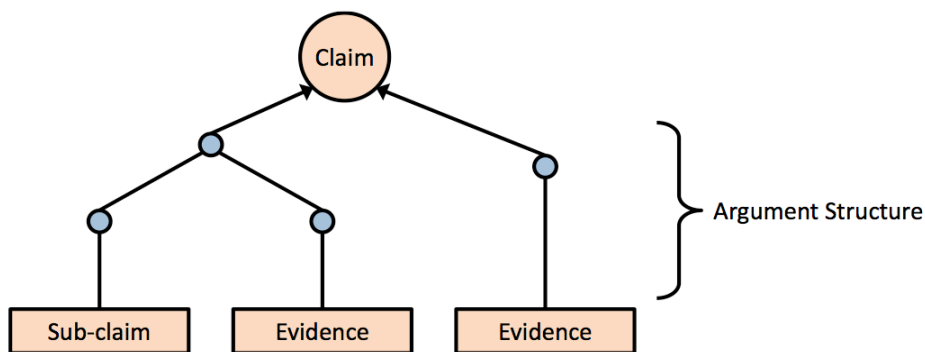 Claim
Argument Structure
Sub-claim
Evidence
Evidence